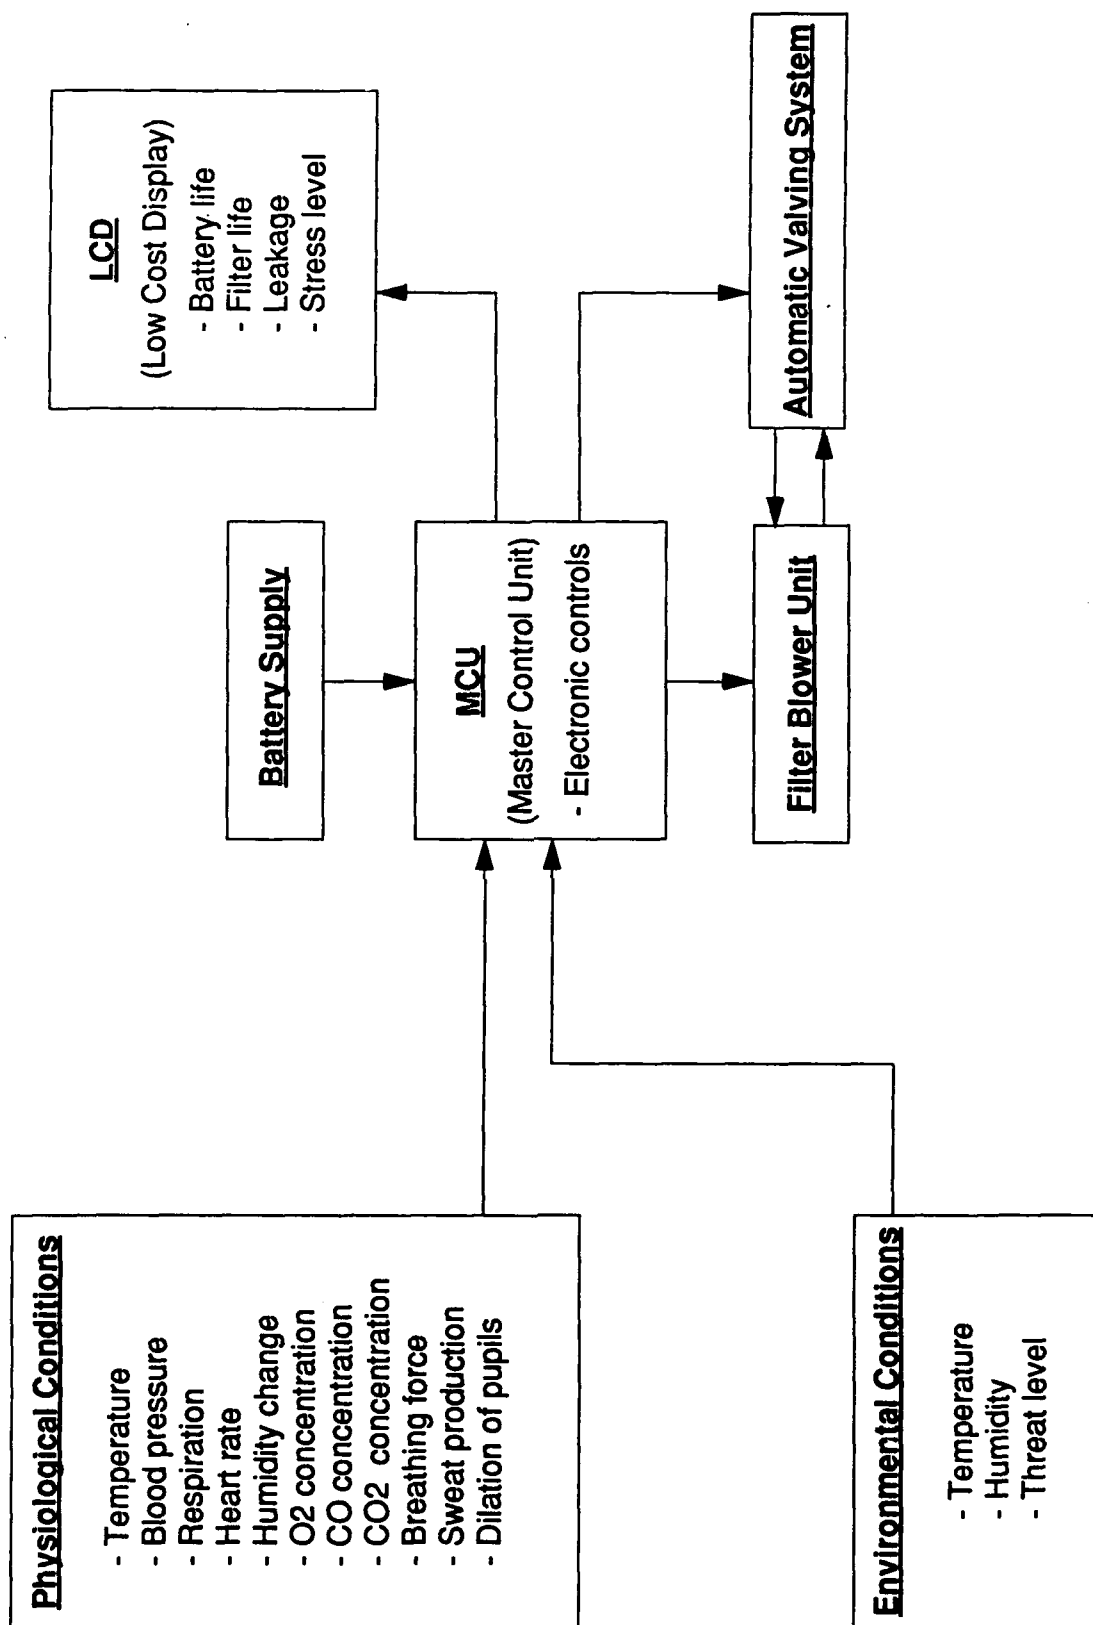 Physiological Conditions
- Temperature
- Blood pressure
- Respiration
- Heart rate
- Humidity change
- O2 concentration
- CO concentration
- CO2 concentration
- Breathing force
- Sweat production
- Dilation of pupils
Environmental Conditions
- Temperature
- Humidity
- Threat level
Battery Supply
MCU
(Master Control Unit)
- Electronic controls
Filter Blower Unit
LCD
(Low Cost Display)
- Battery life
- Filter life
- Leakage
- Stress level
Automatic Valving System